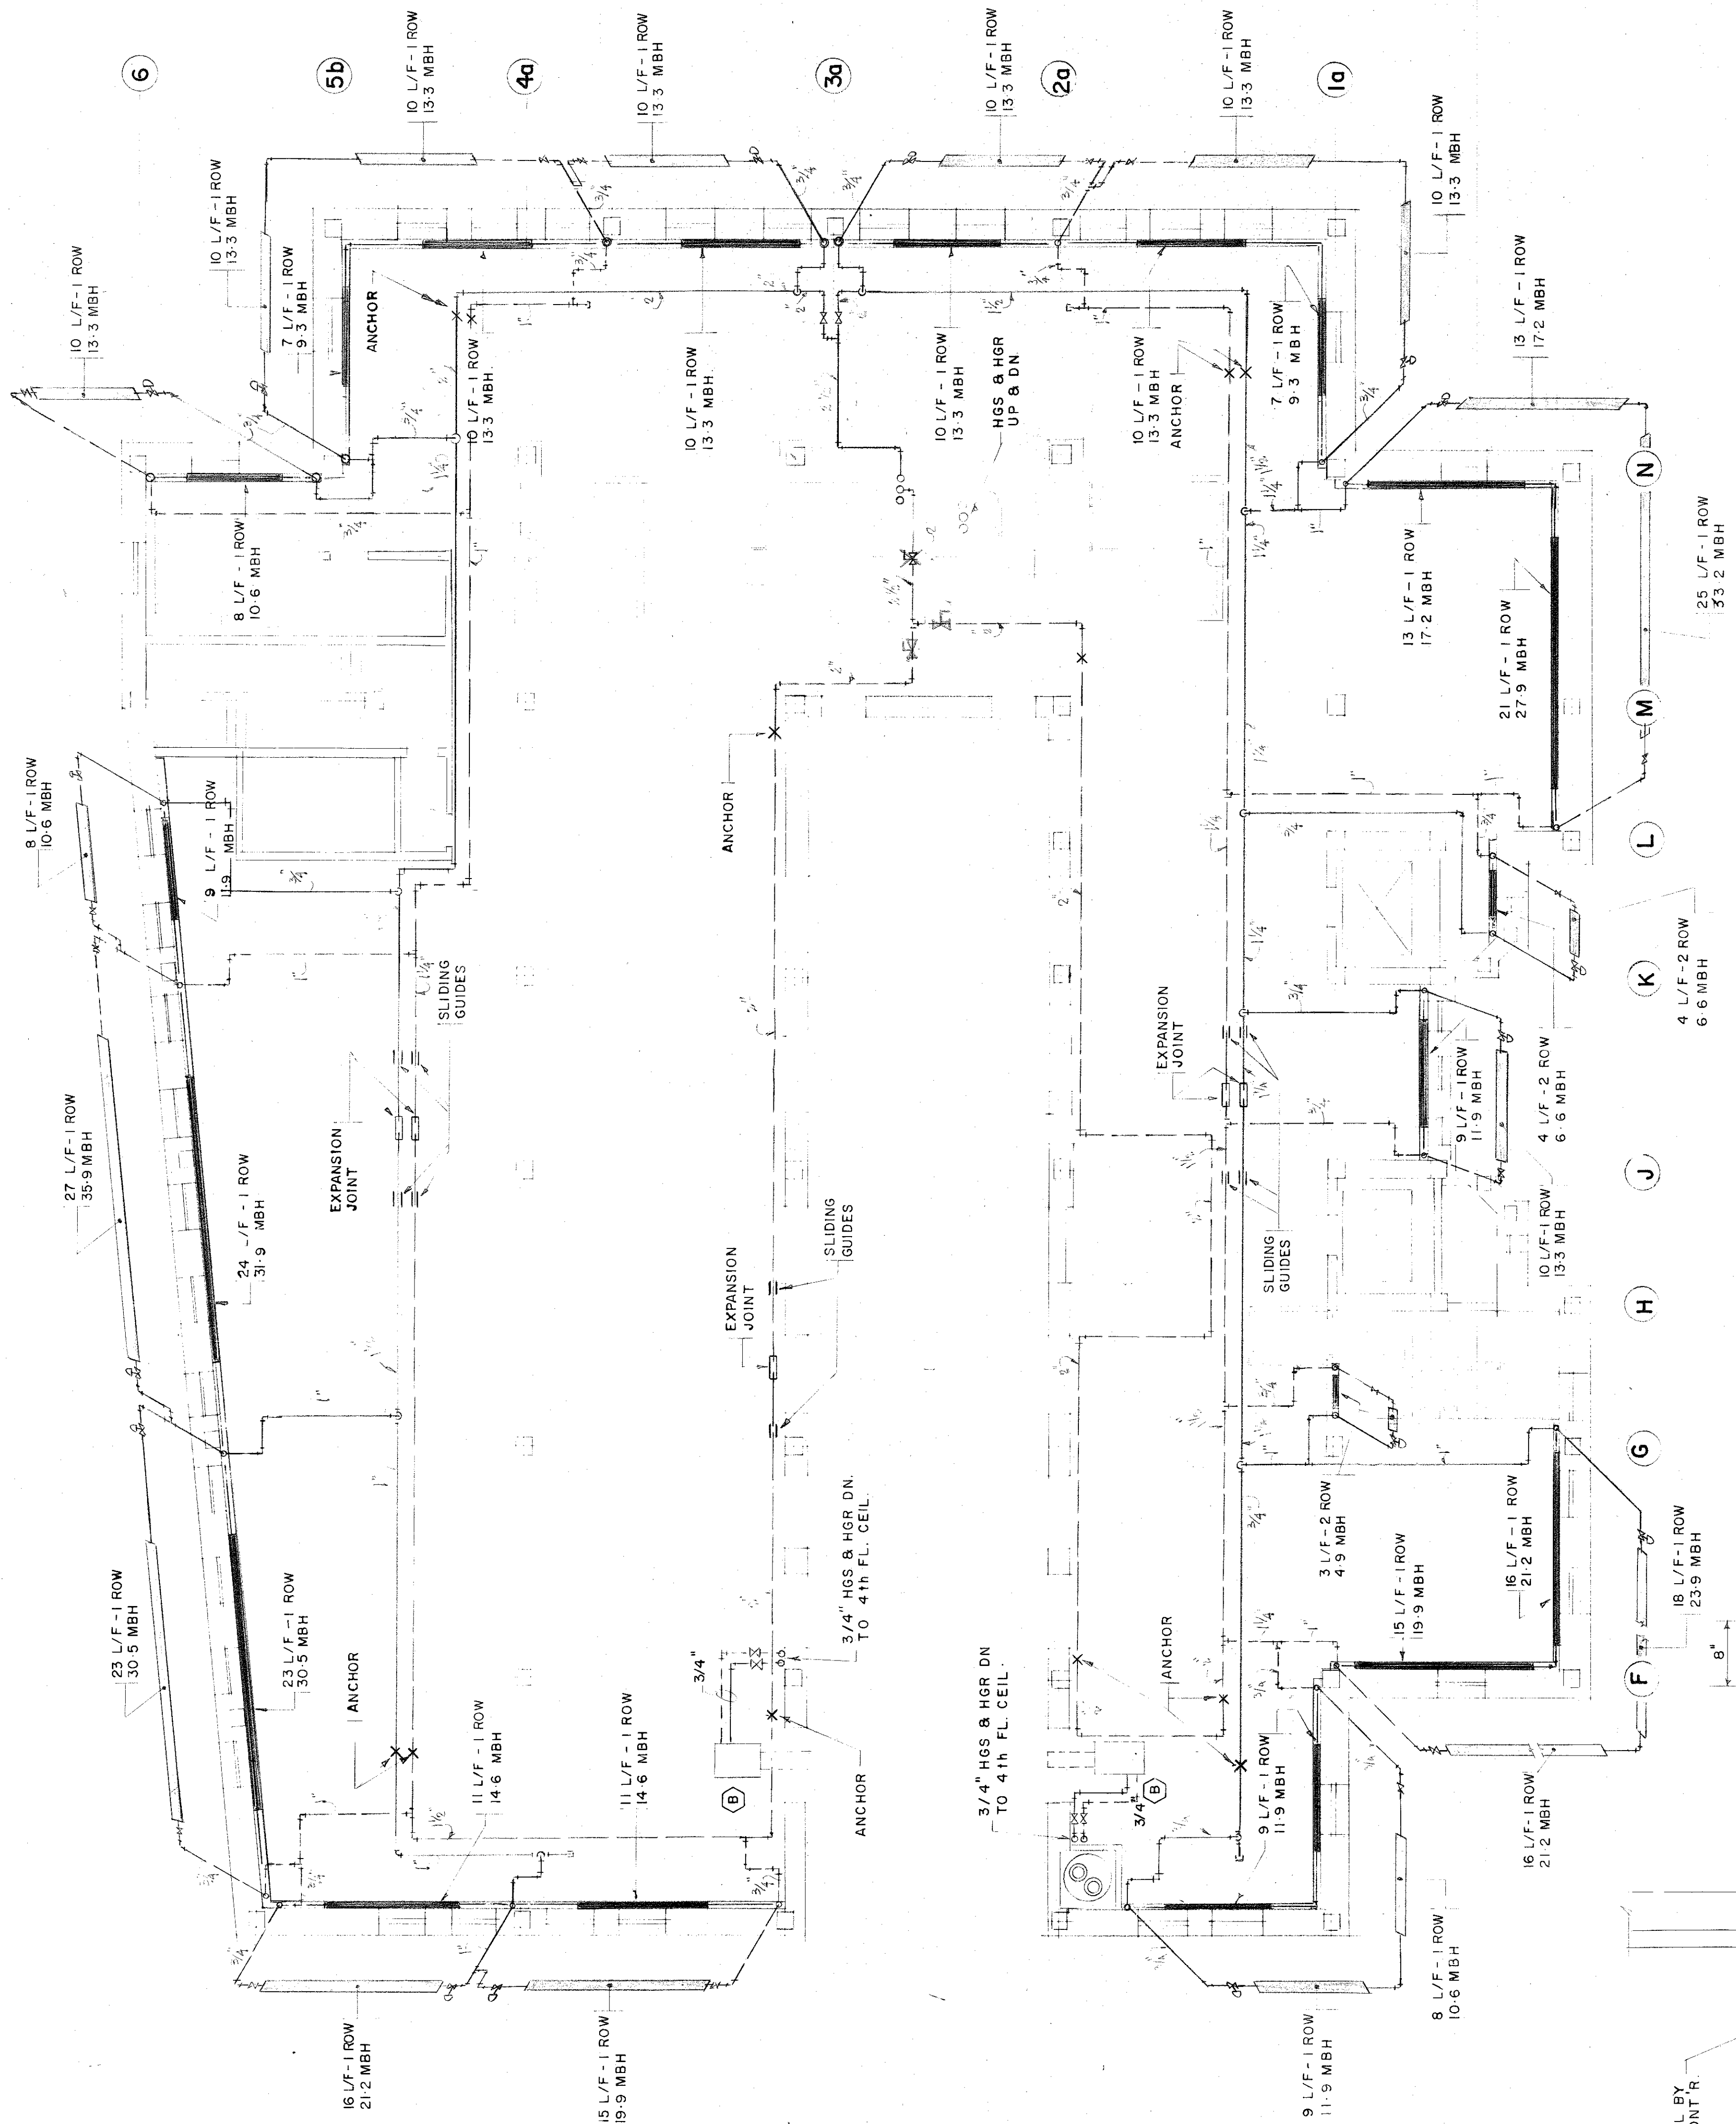 6
5b
4a
3a
2a
1a
10 L/F - 1 ROW
13.3 MBH
10 L/F - 1 ROW
13.3 MBH
10 L/F - 1 ROW
13.3 MBH
10 L/F - 1 ROW
13.3 MBH
10 L/F - 1 ROW
13.3 MBH
10 L/F - 1 ROW
13.3 MBH
10 L/F - 1 ROW
13.3 MBH
7 L/F - 1 ROW
9.3 MBH
ANCHOR
10 L/F - 1 ROW
13.3 MBH
10 L/F - 1 ROW
13.3 MBH
10 L/F - 1 ROW
13.3 MBH
10 L/F - 1 ROW
13.3 MBH
ANCHOR
7 L/F - 1 ROW
9.3 MBH
13 L/F - 1 ROW
17.2 MBH
8 L/F - 1 ROW
10.6 MBH
HGS & HGR
UP & DN.
N
13 L/F - 1 ROW
17.2 MBH
21 L/F - 1 ROW
27.9 MBH
25 L/F - 1 ROW
33.2 MBH
M
8 L/F - 1 ROW
10.6 MBH
9 L/F - 1 ROW
11.9 MBH
ANCHOR
L
SLIDING
GUIDES
K
4 L/F - 2 ROW
6.6 MBH
EXPANSION
JOINT
9 L/F - 1 ROW
11.9 MBH
4 L/F - 2 ROW
6.6 MBH
27 L/F - 1 ROW
35.9 MBH
24 L/F - 1 ROW
31.9 MBH
EXPANSION
JOINT
J
SLIDING
GUIDES
SLIDING
GUIDES
10 L/F - 1 ROW
13.3 MBH
EXPANSION
JOINT
H
G
3 L/F - 2 ROW
4.9 MBH
15 L/F - 1 ROW
19.9 MBH
16 L/F - 1 ROW
21.2 MBH
18 L/F - 1 ROW
23.9 MBH
23 L/F - 1 ROW
30.5 MBH
23 L/F - 1 ROW
30.5 MBH
ANCHOR
3/4"
3/4" HGS & HGR DN.
TO 4th FL. CEIL.
F
8"
ANCHOR
11 L/F - 1 ROW
14.6 MBH
11 L/F - 1 ROW
14.6 MBH
B
ANCHOR
3/4" HGS & HGR DN
TO 4th FL. CEIL.
3/4"
B
9 L/F - 1 ROW
11.9 MBH
16 L/F - 1 ROW
21.2 MBH
8 L/F - 1 ROW
10.6 MBH
16 L/F - 1 ROW
21.2 MBH
15 L/F - 1 ROW
19.9 MBH
9 L/F - 1 ROW
11.9 MBH
L BY
ONT'R.